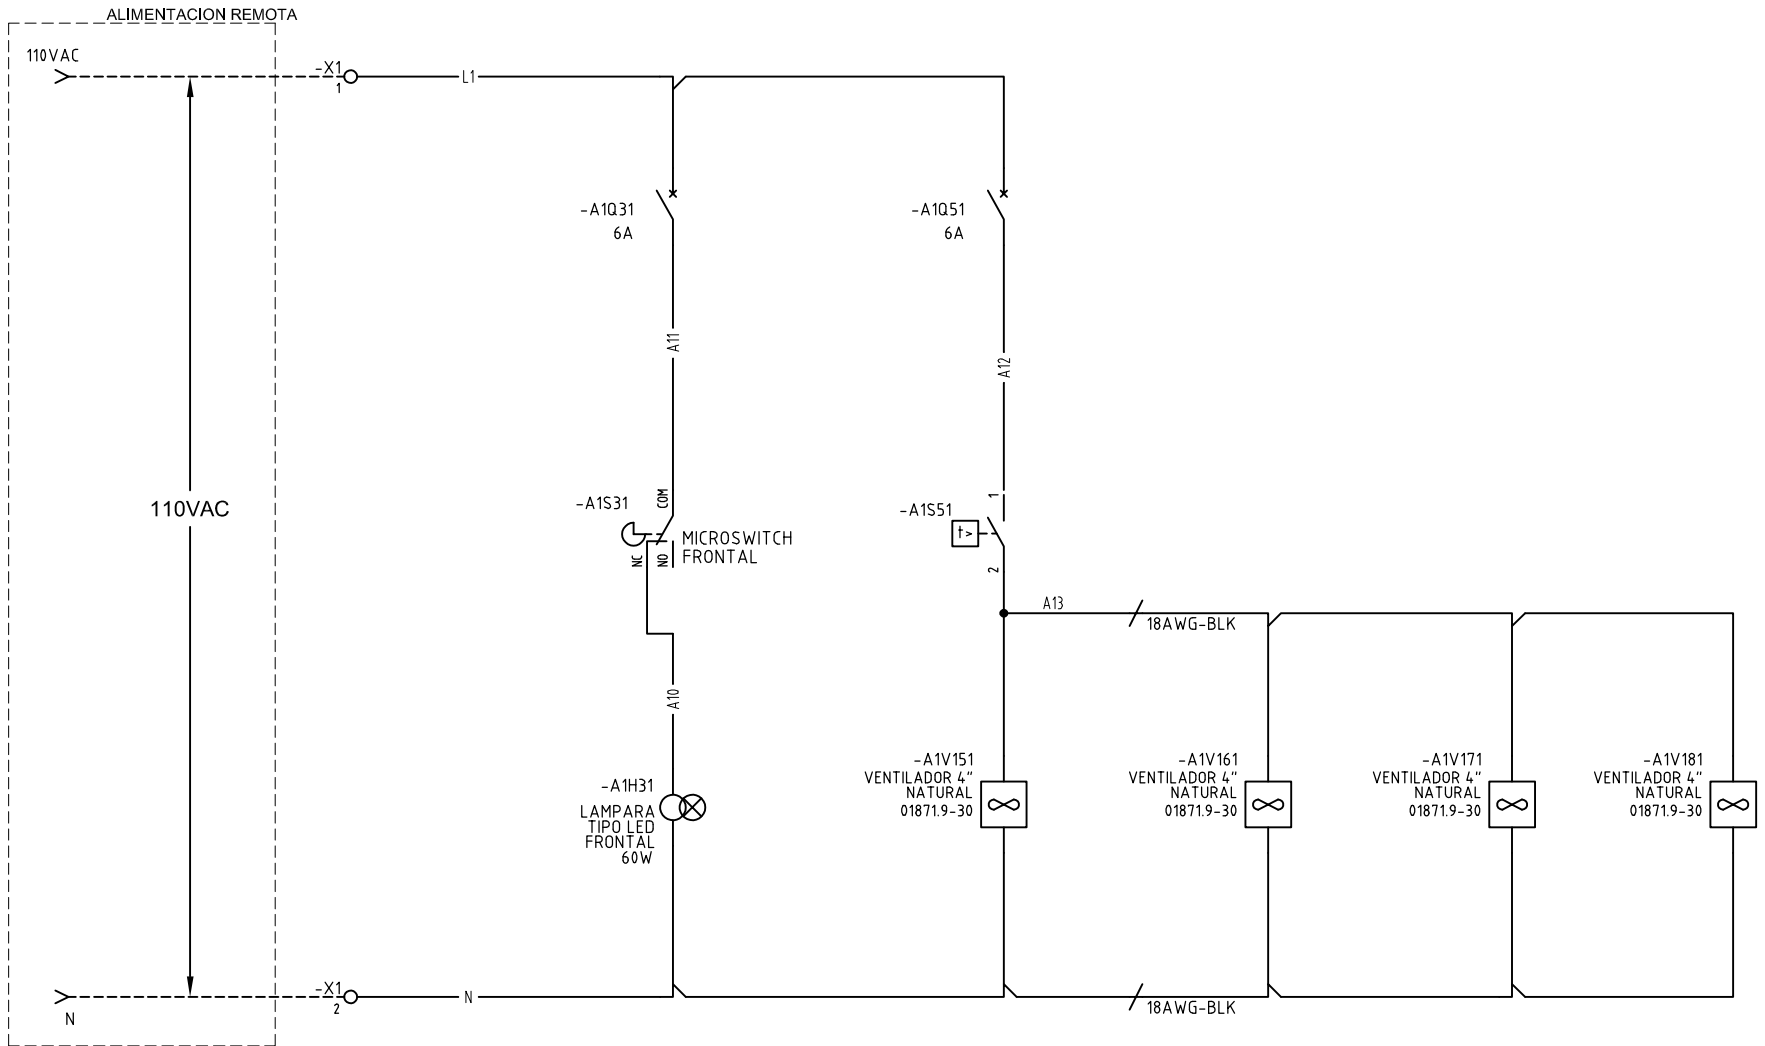 ALIMENTACION REMOTA
110VAC
-X1
1
L1
-A1Q31
6A
-A1Q51
6A
A11
A12
110VAC
-A1S31
COM
MICROSWITCH
FRONTAL
NC
NO
-A1S51
1
t>
2
A13
18AWG-BLK
A10
-A1H31
LAMPARA
TIPO LED
FRONTAL
60W
-A1V151
VENTILADOR 4"
NATURAL
01871.9-30
-A1V161
VENTILADOR 4"
NATURAL
01871.9-30
-A1V171
VENTILADOR 4"
NATURAL
01871.9-30
-A1V181
VENTILADOR 4"
NATURAL
01871.9-30
N
-X1
2
N
18AWG-BLK